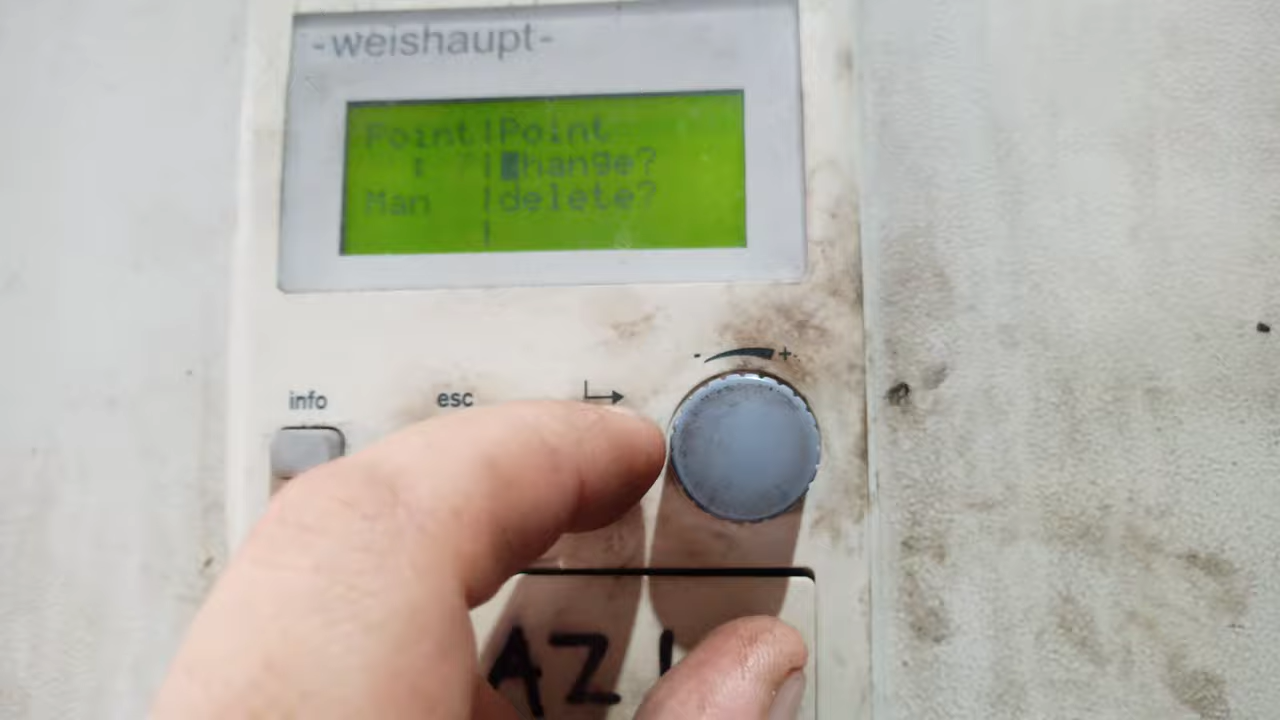 -weishaupt-
Point|Point
: ?|change?
Man |delete?
|
- +
info
esc
AZ